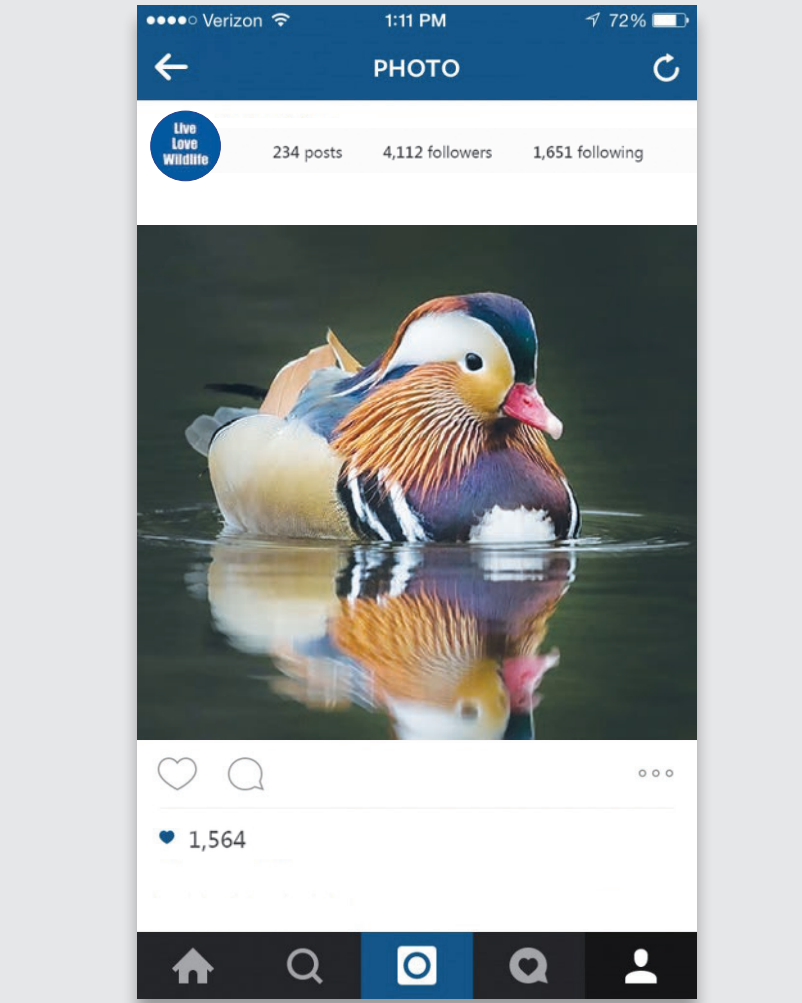 Verizon 1:11 PM 72%
PHOTO
Live
Love
Wildlife
234 posts 4,112 followers 1,651 following
1,564